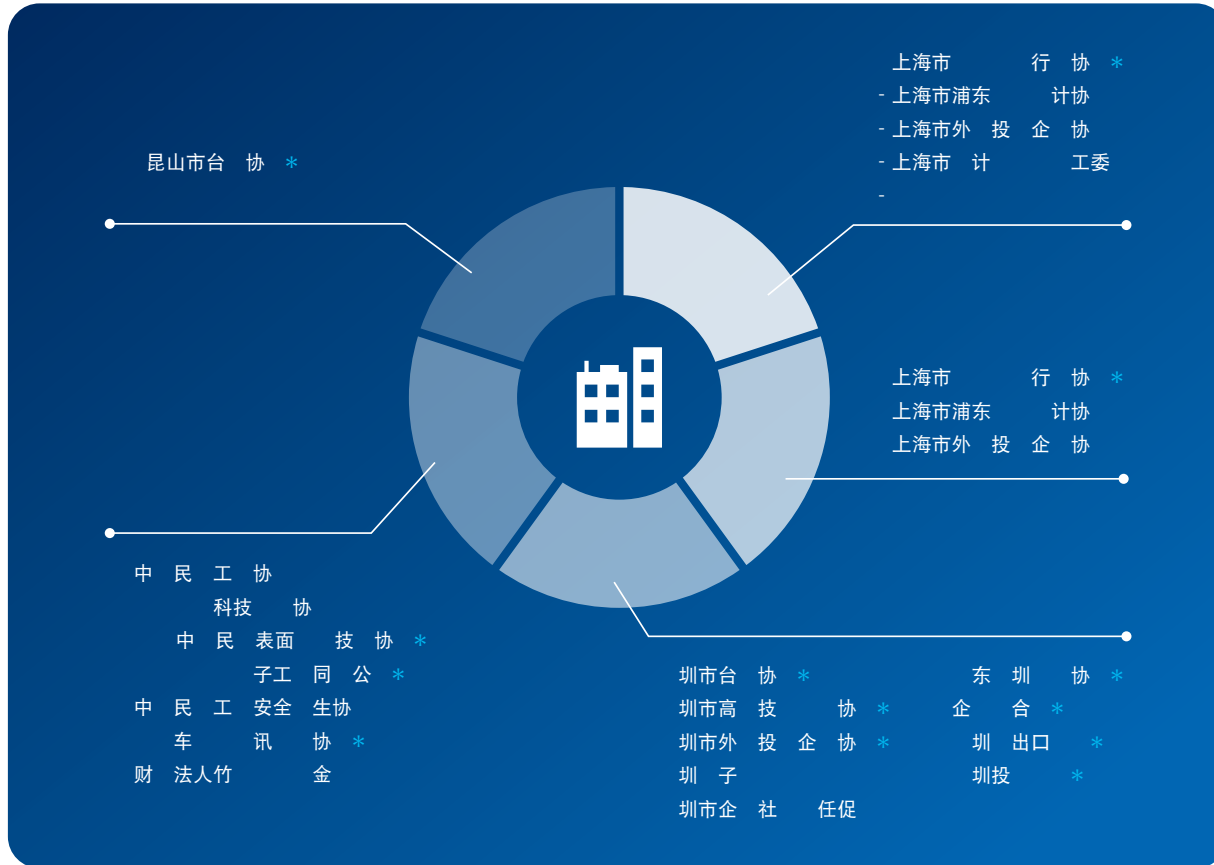 昆山市台 协 *
上海市 行 协 *
- 上海市浦东 计协
- 上海市外 投 企 协
- 上海市 计 工委
-
上海市 行 协 *
上海市浦东 计协
上海市外 投 企 协
中 民 工 协
科技 协
中 民 表面 技 协 *
子工 同 公 *
中 民 工 安全 生协
车 讯 协 *
财 法人竹 金
圳市台 协 *
圳市高 技 协 *
圳市外 投 企 协 *
圳 子
圳市企 社 任促
东 圳 协 *
企 合 *
圳 出口 *
圳投 *